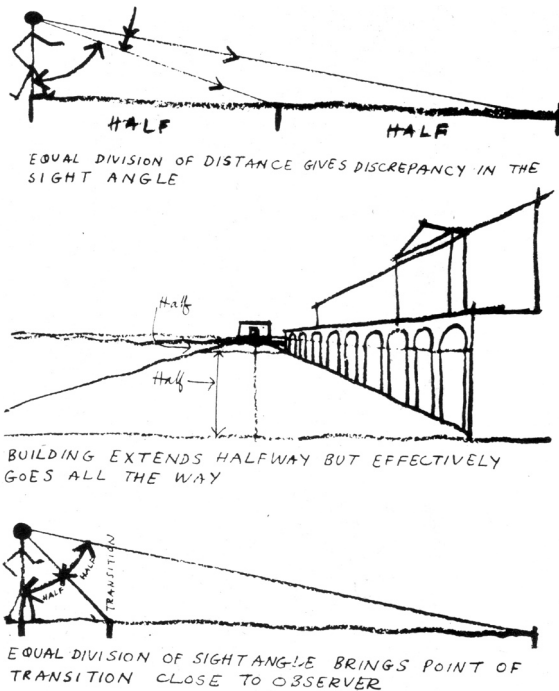 HALF
HALF
EQUAL DIVISION OF DISTANCE GIVES DISCREPANCY IN THE
SIGHT ANGLE
Half
Half
BUILDING EXTENDS HALFWAY BUT EFFECTIVELY
GOES ALL THE WAY
HALF
HALF
TRANSITION
EQUAL DIVISION OF SIGHT ANGLE BRINGS POINT OF
TRANSITION CLOSE TO OBSERVER